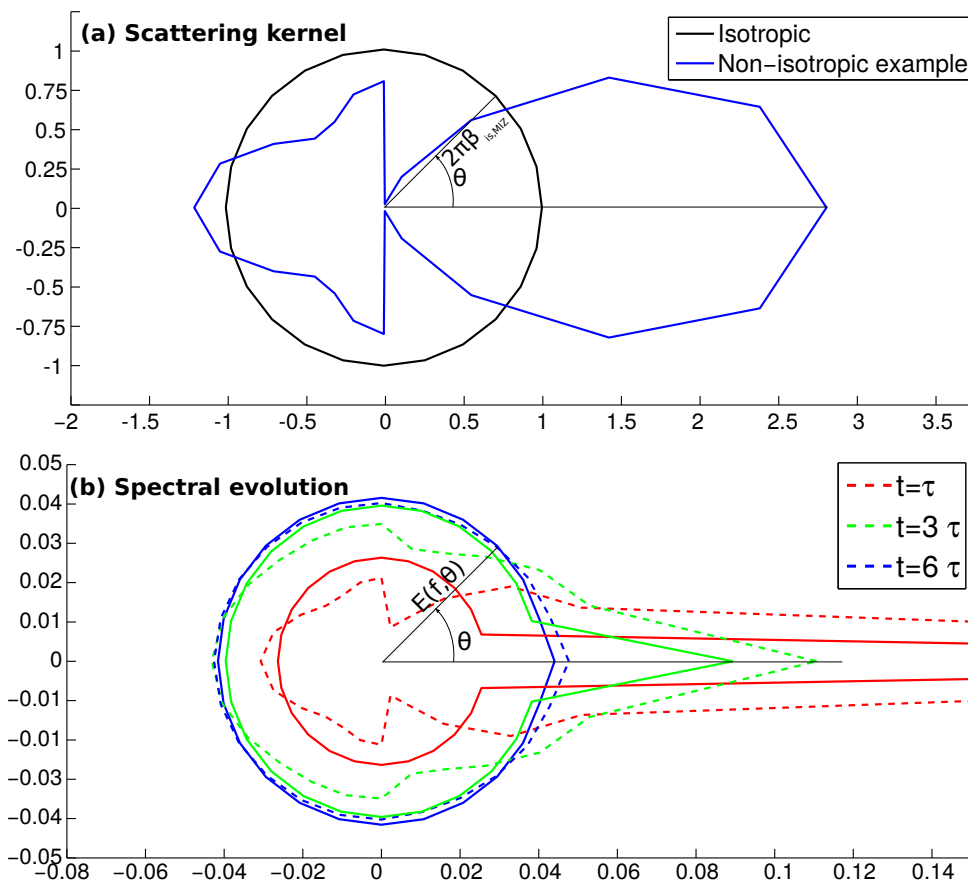 (a) Scattering kernel
Isotropic
Non−isotropic example
1
0.75
0.5
0.25
0
-0.25
-0.5
-0.75
-1
2πβ is,MIZ
θ
−2 -1.5 -1 -0.5 0 0.5 1 1.5 2 2.5 3 3.5
(b) Spectral evolution
t=τ
t=3 τ
t=6 τ
0.05
0.04
0.03
0.02
0.01
0
−0.01
−0.02
−0.03
−0.04
−0.05
E(f,θ)
θ
−0.08 −0.06 −0.04 −0.02 0 0.02 0.04 0.06 0.08 0.1 0.12 0.14